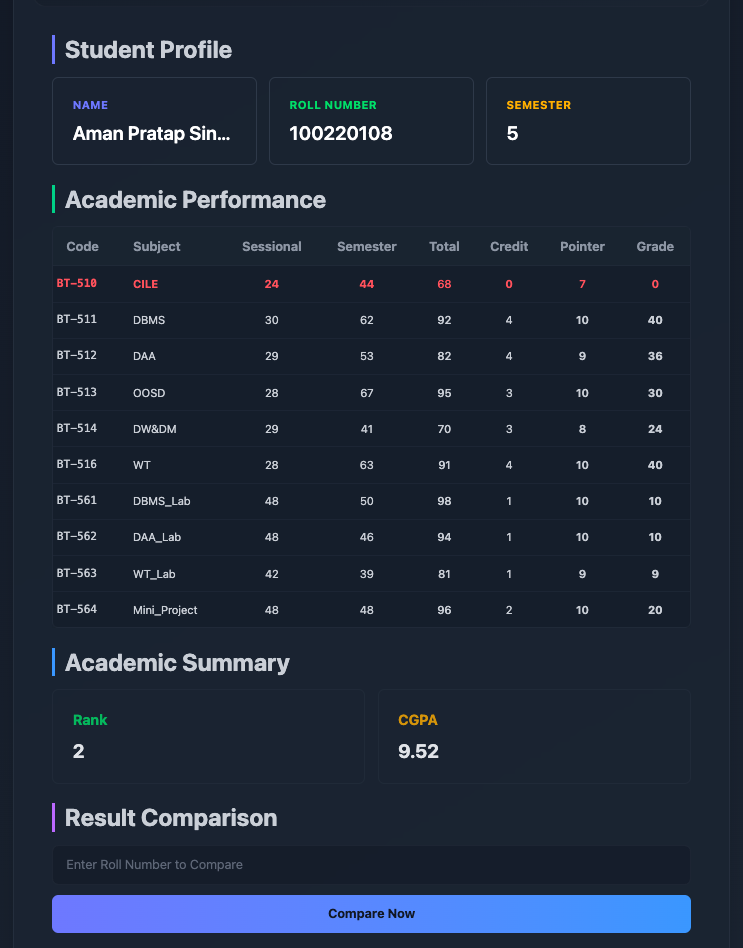 Student Profile
NAME
Aman Pratap Sin...
ROLL NUMBER
100220108
SEMESTER
5
Academic Performance
Code Subject Sessional Semester Total Credit Pointer Grade
BT-510 CILE 24 44 68 0 7 0
BT-511 DBMS 30 62 92 4 10 40
BT-512 DAA 29 53 82 4 9 36
BT-513 OOSD 28 67 95 3 10 30
BT-514 DW&DM 29 41 70 3 8 24
BT-516 WT 28 63 91 4 10 40
BT-561 DBMS_Lab 48 50 98 1 10 10
BT-562 DAA_Lab 48 46 94 1 10 10
BT-563 WT_Lab 42 39 81 1 9 9
BT-564 Mini_Project 48 48 96 2 10 20
Academic Summary
Rank
2
CGPA
9.52
Result Comparison
Enter Roll Number to Compare
Compare Now